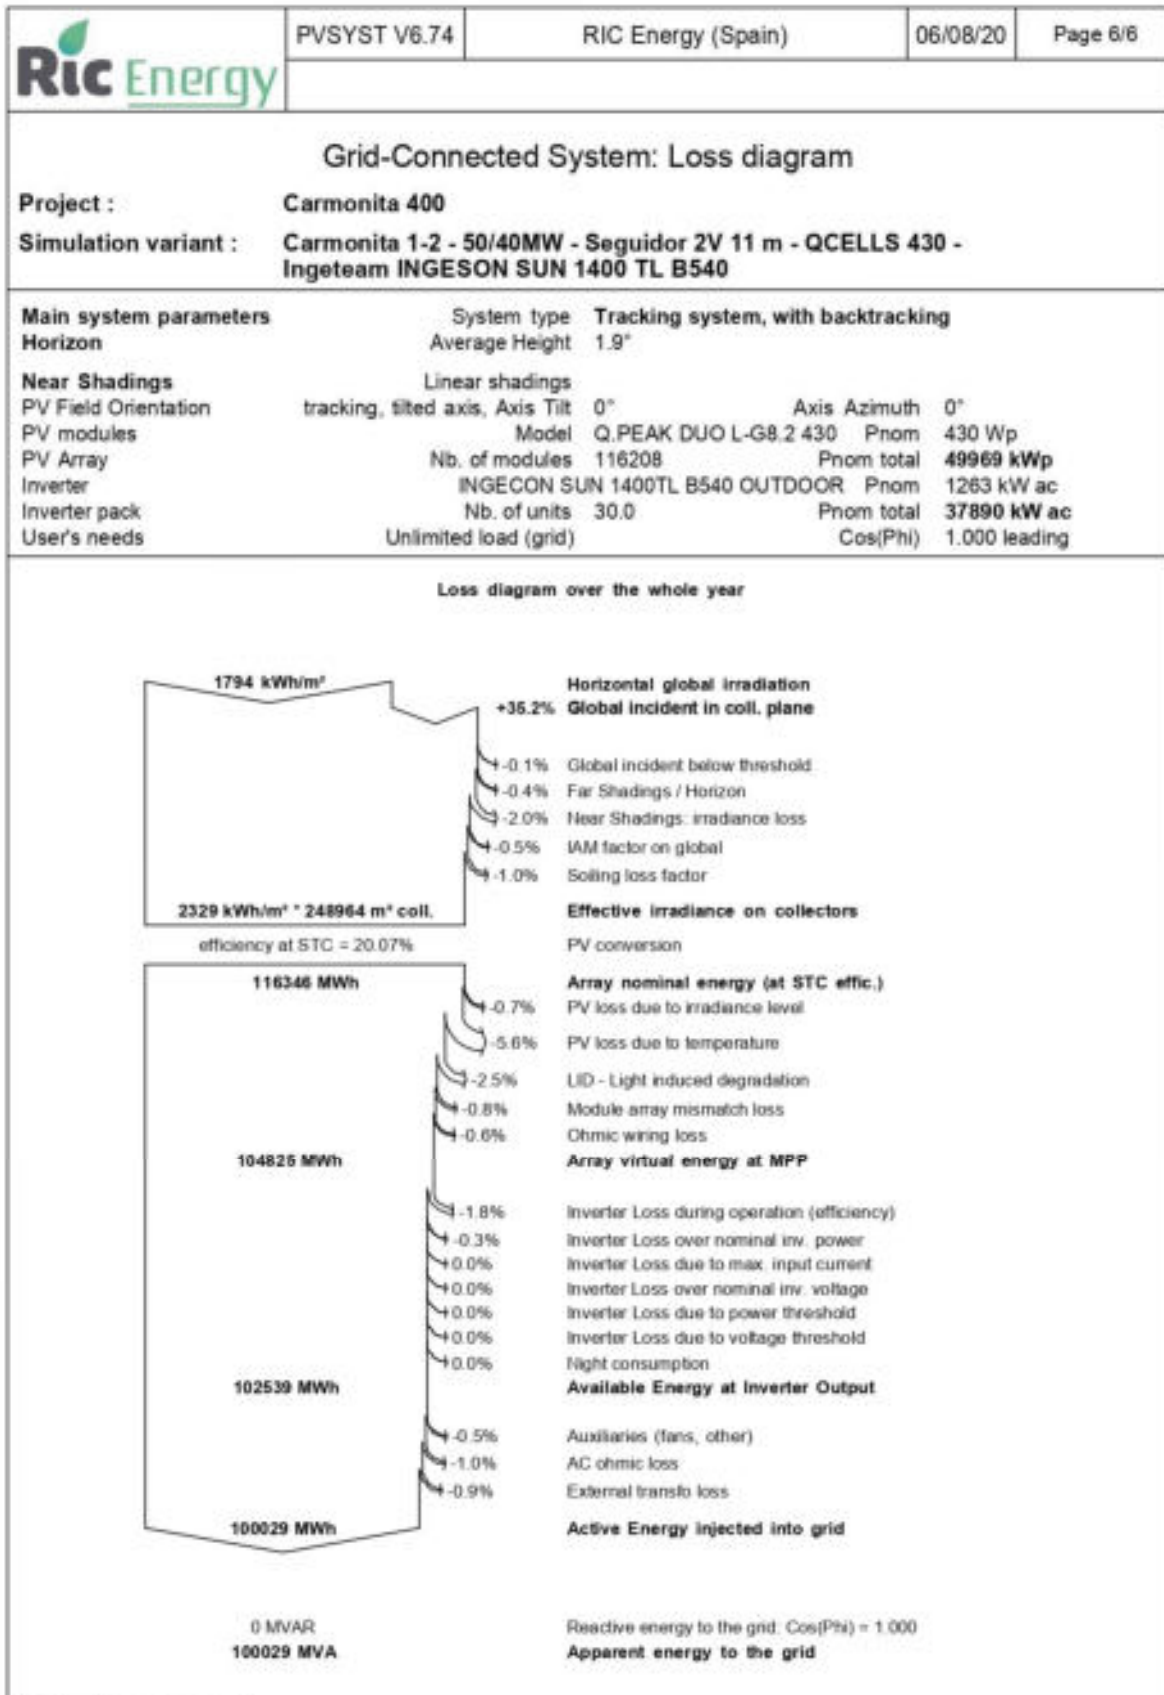 Ric Energy
PVSYST V6.74
RIC Energy (Spain)
06/08/20
Page 6/6
Grid-Connected System: Loss diagram
Project : Carmonita 400
Simulation variant : Carmonita 1-2 - 50/40MW - Seguidor 2V 11 m - QCELLS 430 -
Ingeteam INGESON SUN 1400 TL B540
Main system parameters System type Tracking system, with backtracking
Horizon Average Height 1.9°
Near Shadings Linear shadings
PV Field Orientation tracking, tilted axis, Axis Tilt 0° Axis Azimuth 0°
PV modules Model Q.PEAK DUO L-G8.2 430 Pnom 430 Wp
PV Array Nb. of modules 116208 Pnom total 49969 kWp
Inverter INGECON SUN 1400TL B540 OUTDOOR Pnom 1263 kW ac
Inverter pack Nb. of units 30.0 Pnom total 37890 kW ac
User's needs Unlimited load (grid) Cos(Phi) 1.000 leading
Loss diagram over the whole year
1794 kWh/m² Horizontal global irradiation
+35.2% Global incident in coll. plane
-0.1% Global incident below threshold
-0.4% Far Shadings / Horizon
-2.0% Near Shadings: irradiance loss
-0.5% IAM factor on global
-1.0% Soiling loss factor
2329 kWh/m² * 248964 m² coll. Effective irradiance on collectors
efficiency at STC = 20.07% PV conversion
116346 MWh Array nominal energy (at STC effic.)
-0.7% PV loss due to irradiance level
-5.6% PV loss due to temperature
-2.5% LID - Light induced degradation
-0.8% Module array mismatch loss
-0.6% Ohmic wiring loss
104825 MWh Array virtual energy at MPP
-1.8% Inverter Loss during operation (efficiency)
-0.3% Inverter Loss over nominal inv. power
0.0% Inverter Loss due to max. input current
0.0% Inverter Loss over nominal inv. voltage
0.0% Inverter Loss due to power threshold
0.0% Inverter Loss due to voltage threshold
0.0% Night consumption
102539 MWh Available Energy at Inverter Output
-0.5% Auxiliaries (fans, other)
-1.0% AC ohmic loss
-0.9% External transfo loss
100029 MWh Active Energy injected into grid
0 MVAR Reactive energy to the grid: Cos(Phi) = 1.000
100029 MVA Apparent energy to the grid